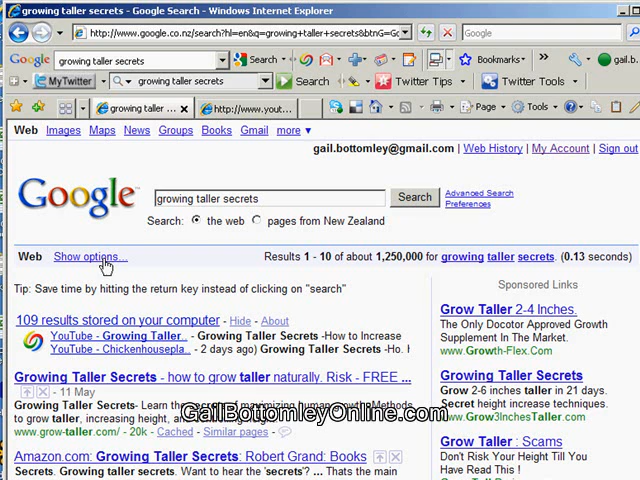 growing taller secrets - Google Search - Windows Internet Explorer
http://www.google.co.nz/search?hl=en&q=growing+taller+secrets&btnG=Go
Google
Google growing taller secrets Search Bookmarks gail.b
MyTwitter growing taller secrets Search Twitter Tips Twitter Tools
growing taller ... http://www.yout... Page Tools
Web Images Maps News Groups Books Gmail more ▼
gail.bottomley@gmail.com | Web History | My Account | Sign out
Google
growing taller secrets Search Advanced Search
Preferences
Search: the web pages from New Zealand
Web Show options... Results 1 - 10 of about 1,250,000 for growing taller secrets. (0.13 seconds)
Tip: Save time by hitting the return key instead of clicking on "search"
109 results stored on your computer - Hide - About
YouTube - Growing Taller.. - Growing Taller Secrets -How to Increase
YouTube - Chickenhousepla.. - 2 days ago) Growing Taller Secrets -Ho. H
Growing Taller Secrets - how to grow taller naturally. Risk - FREE ...
- 11 May
Growing Taller Secrets- Learn the
to grow taller, increasing height, and
www.grow-taller.com/ - 20k - Cached - Similar pages -
Amazon.com: Growing Taller Secrets: Robert Grand: Books
Secrets. Growing taller secrets. Want to hear the 'secrets'? ... Thats the main
GailBottomleyOnline.com
Sponsored Links
Grow Taller 2-4 Inches.
The Only Docotor Approved Growth
Supplement In The Market.
www.Growth-Flex.Com
Growing Taller Secrets
Grow 2-6 inches taller in 21 days.
Secret height increase techniques.
www.Grow3InchesTaller.com
Grow Taller : Scams
Don't Risk Your Height Till You
Have Read This !